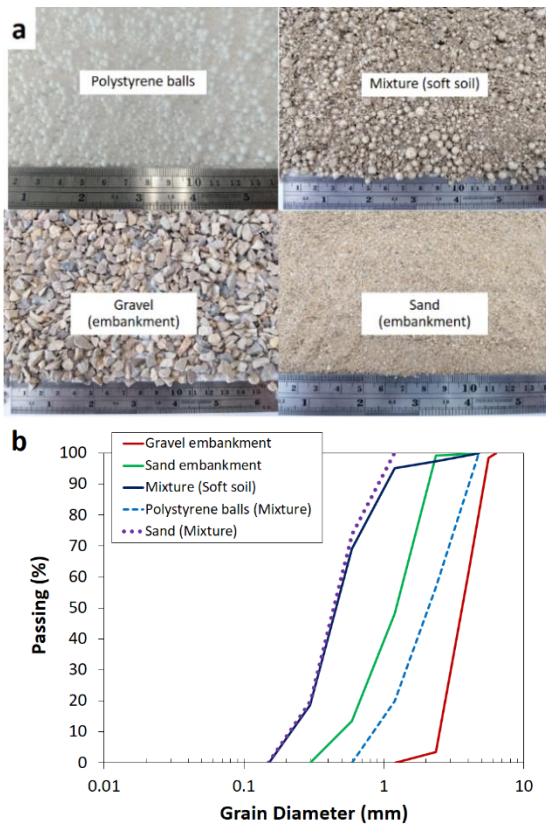 a
Polystyrene balls
Mixture (soft soil)
Gravel
(embankment)
Sand
(embankment)
b
Gravel embankment
Sand embankment
Mixture (Soft soil)
Polystyrene balls (Mixture)
Sand (Mixture)
100
90
80
70
60
50
40
30
20
10
0
Passing (%)
0.01
0.1
1
10
Grain Diameter (mm)